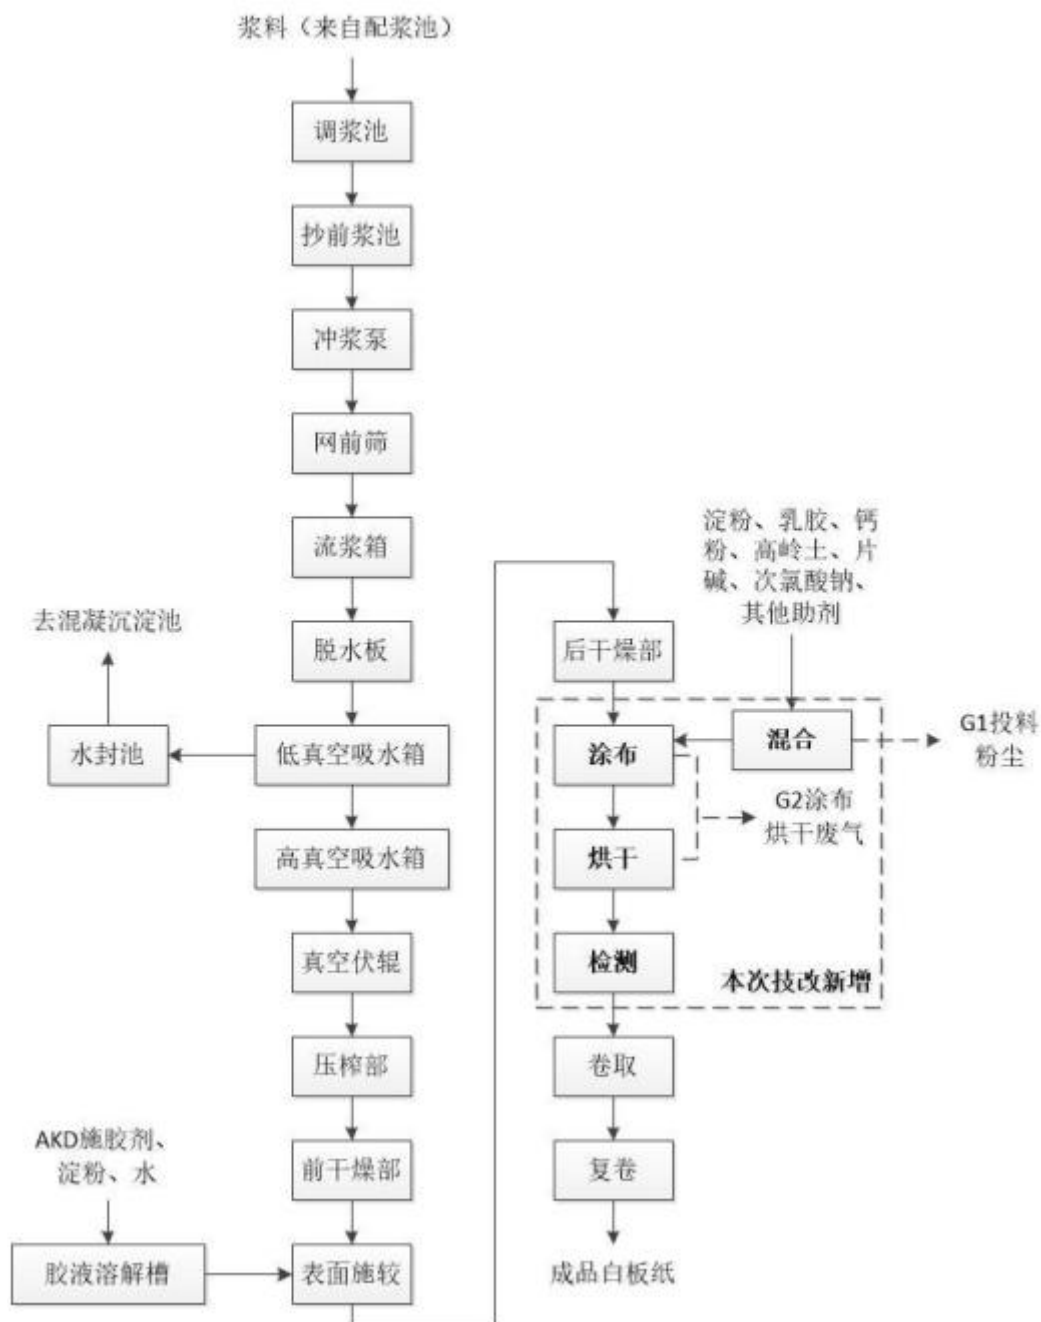 浆料（来自配浆池）
调浆池
抄前浆池
冲浆泵
网前筛
流浆箱
脱水板
去混凝沉淀池
水封池
低真空吸水箱
高真空吸水箱
真空伏辊
压榨部
前干燥部
AKD施胶剂、
淀粉、水
胶液溶解槽
表面施较
后干燥部
淀粉、乳胶、钙
粉、高岭土、片
碱、次氯酸钠、
其他助剂
混合
G1投料
粉尘
涂布
G2涂布
烘干废气
烘干
检测
本次技改新增
卷取
复卷
成品白板纸